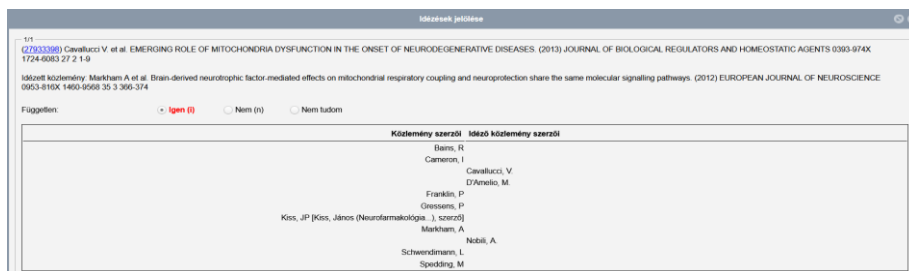 Idézések jelölése
1/1
(27933398) Cavallucci V. et al. EMERGING ROLE OF MITOCHONDRIA DYSFUNCTION IN THE ONSET OF NEURODEGENERATIVE DISEASES. (2013) JOURNAL OF BIOLOGICAL REGULATORS AND HOMEOSTATIC AGENTS 0393-974X
1724-6083 27 2 1-9
Idézett közlemény: Markham A et al. Brain-derived neurotrophic factor-mediated effects on mitochondrial respiratory coupling and neuroprotection share the same molecular signalling pathways. (2012) EUROPEAN JOURNAL OF NEUROSCIENCE
0953-816X 1460-9568 35 3 366-374
Független: Igen (i) Nem (n) Nem tudom
Közlemény szerzői Idéző közlemény szerzői
Bains, R
Cameron, I
Cavallucci, V.
D'Amelio, M.
Franklin, P
Gressens, P
Kiss, JP [Kiss, János (Neurofarmakológia...), szerző]
Markham, A
Nobili, A.
Schwendimann, L
Spedding, M